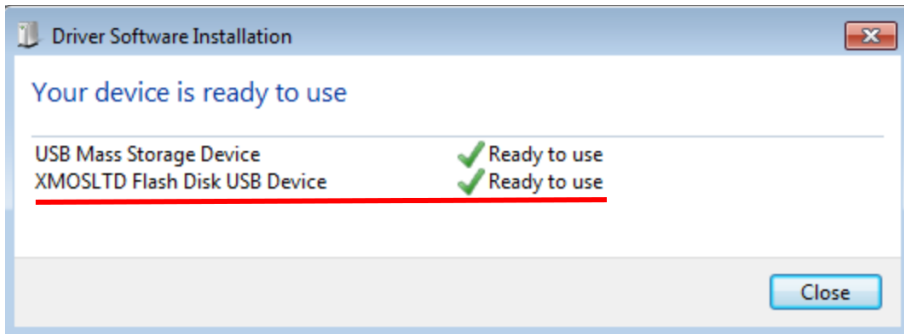 Driver Software Installation
Your device is ready to use
USB Mass Storage Device Ready to use
XMOSLTD Flash Disk USB Device Ready to use
Close